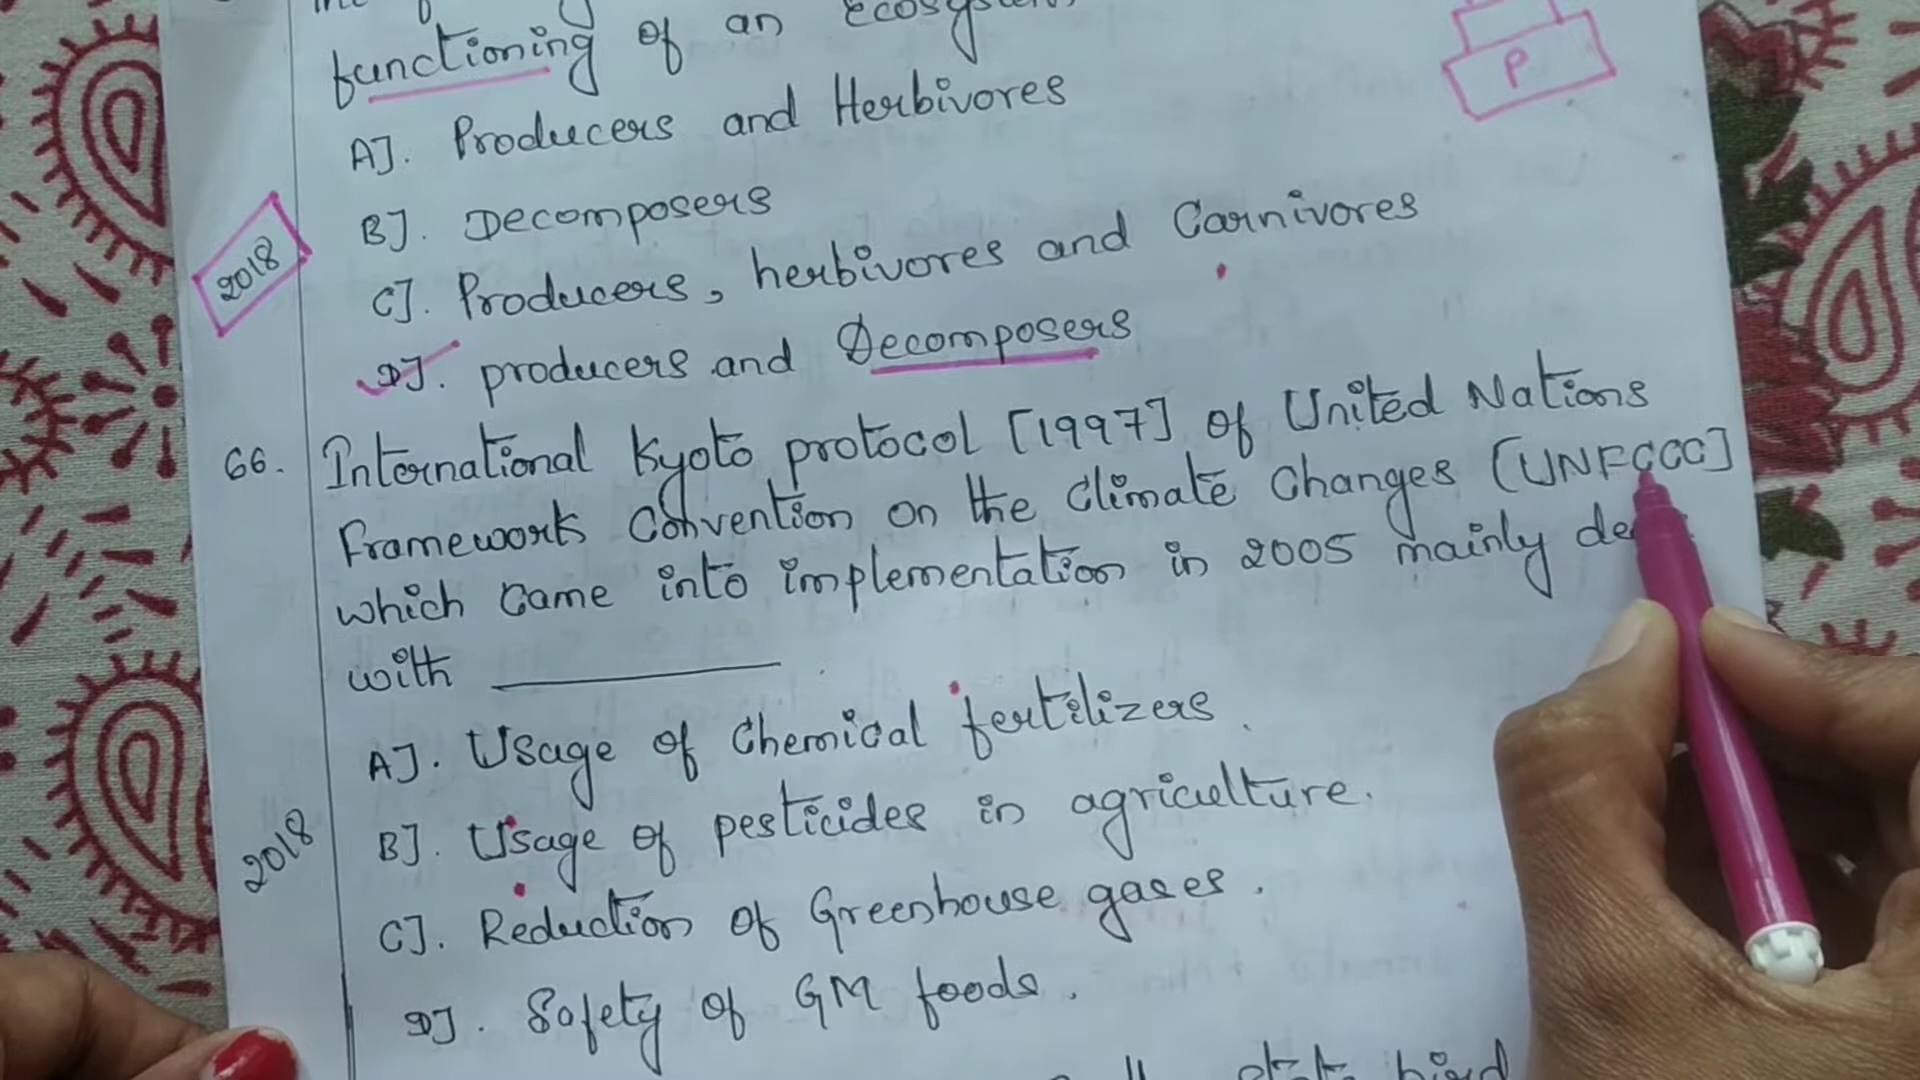 functioning of an ecosystem
P
A]. Producers and Herbivores
B]. Decomposers
2018
C]. Producers, herbivores and Carnivores
D]. producers and Decomposers
66. International Kyoto protocol [1997] of United Nations
Framework Convention on the Climate Changes [UNFCCC]
which came into implementation in 2005 mainly
with ________
A]. Usage of Chemical fertilizers.
B]. Usage of pesticides in agriculture.
2018
C]. Reduction of Greenhouse gases.
D]. Safety of GM foods.
state bird